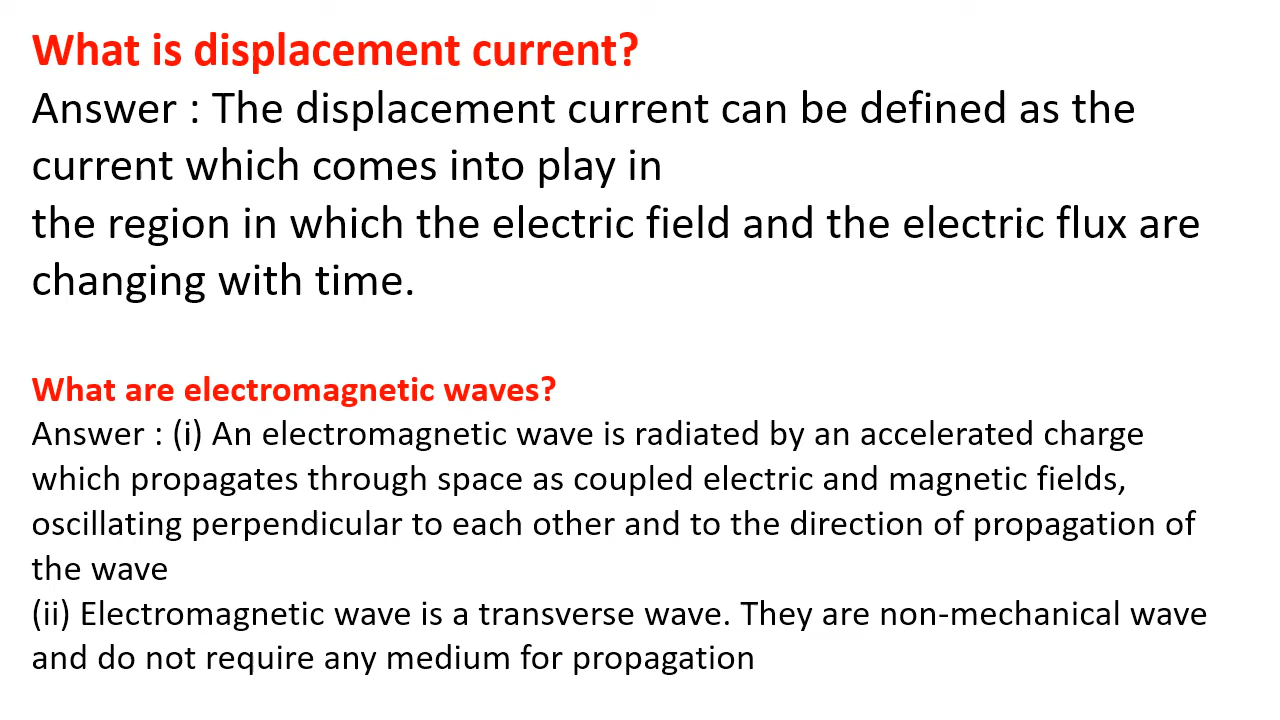 What is displacement current?
Answer : The displacement current can be defined as the
current which comes into play in
the region in which the electric field and the electric flux are
changing with time.
What are electromagnetic waves?
Answer : (i) An electromagnetic wave is radiated by an accelerated charge
which propagates through space as coupled electric and magnetic fields,
oscillating perpendicular to each other and to the direction of propagation of
the wave
(ii) Electromagnetic wave is a transverse wave. They are non-mechanical wave
and do not require any medium for propagation